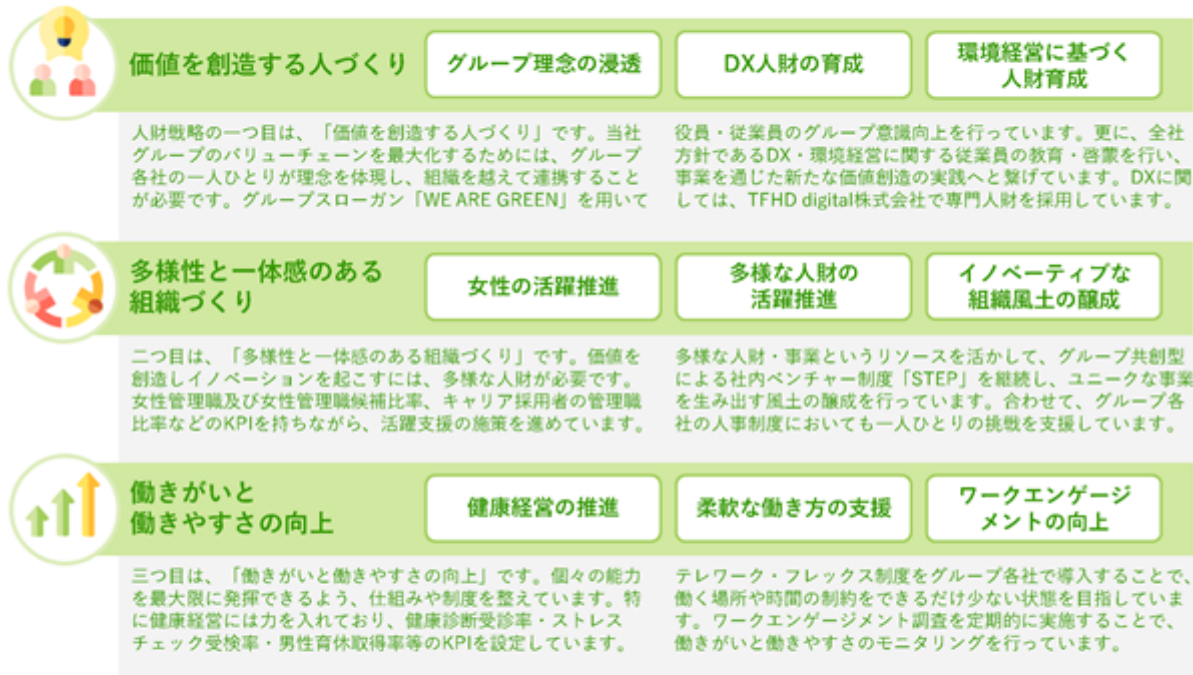 価値を創造する人づくり
グループ理念の浸透
DX人財の育成
環境経営に基づく
人財育成
人財戦略の一つ目は、「価値を創造する人づくり」です。当社
グループのバリューチェーンを最大化するためには、グループ
各社の一人ひとりが理念を体現し、組織を越えて連携すること
が必要です。グループスローガン「WE ARE GREEN」を用いて
役員・従業員のグループ意識向上を行っています。更に、全社
方針であるDX・環境経営に関する従業員の教育・啓蒙を行い、
事業を通じた新たな価値創造の実践へと繋げています。DXに関
しては、TFHD digital株式会社で専門人財を採用しています。
多様性と一体感のある
組織づくり
女性の活躍推進
多様な人財の
活躍推進
イノベーティブな
組織風土の醸成
二つ目は、「多様性と一体感のある組織づくり」です。価値を
創造しイノベーションを起こすには、多様な人財が必要です。
女性管理職及び女性管理職候補比率、キャリア採用者の管理職
比率などのKPIを持ちながら、活躍支援の施策を進めています。
多様な人財・事業というリソースを活かして、グループ共創型
による社内ベンチャー制度「STEP」を継続し、ユニークな事業
を生み出す風土の醸成を行っています。合わせて、グループ各
社の人事制度においても一人ひとりの挑戦を支援しています。
働きがいと
働きやすさの向上
健康経営の推進
柔軟な働き方の支援
ワークエンゲージ
メントの向上
三つ目は、「働きがいと働きやすさの向上」です。個々の能力
を最大限に発揮できるよう、仕組みや制度を整えています。特
に健康経営には力を入れており、健康診断受診率・ストレス
チェック受検率・男性育休取得率等のKPIを設定しています。
テレワーク・フレックス制度をグループ各社で導入することで、
働く場所や時間の制約をできるだけ少ない状態を目指していま
す。ワークエンゲージメント調査を定期的に実施することで、
働きがいと働きやすさのモニタリングを行っています。